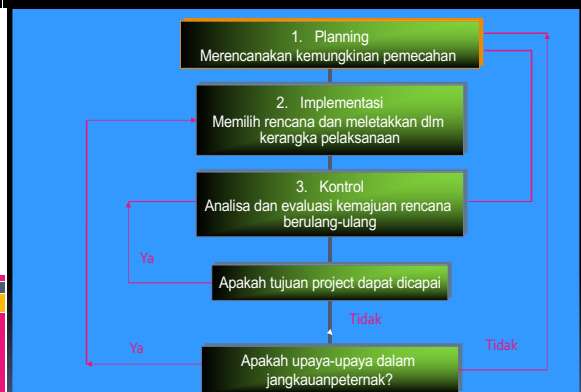 1. Planning
Merencanakan kemungkinan pemecahan
2. Implementasi
Memilih rencana dan meletakkan dlm
kerangka pelaksanaan
3. Kontrol
Analisa dan evaluasi kemajuan rencana
berulang-ulang
Ya
Apakah tujuan project dapat dicapai
Tidak
Ya
Apakah upaya-upaya dalam
jangkauanpeternak?
Tidak